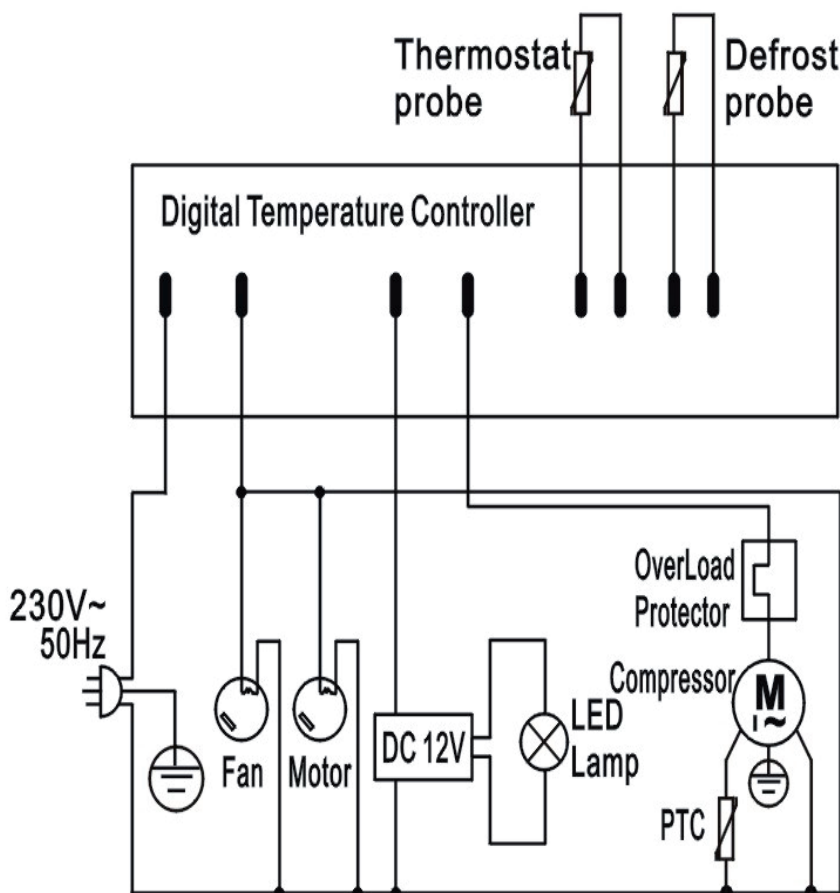 Thermostat
probe
Defrost
probe
Digital Temperature Controller
230V~
50Hz
OverLoad
Protector
Compressor
M
~
Fan
Motor
DC 12V
LED
Lamp
PTC